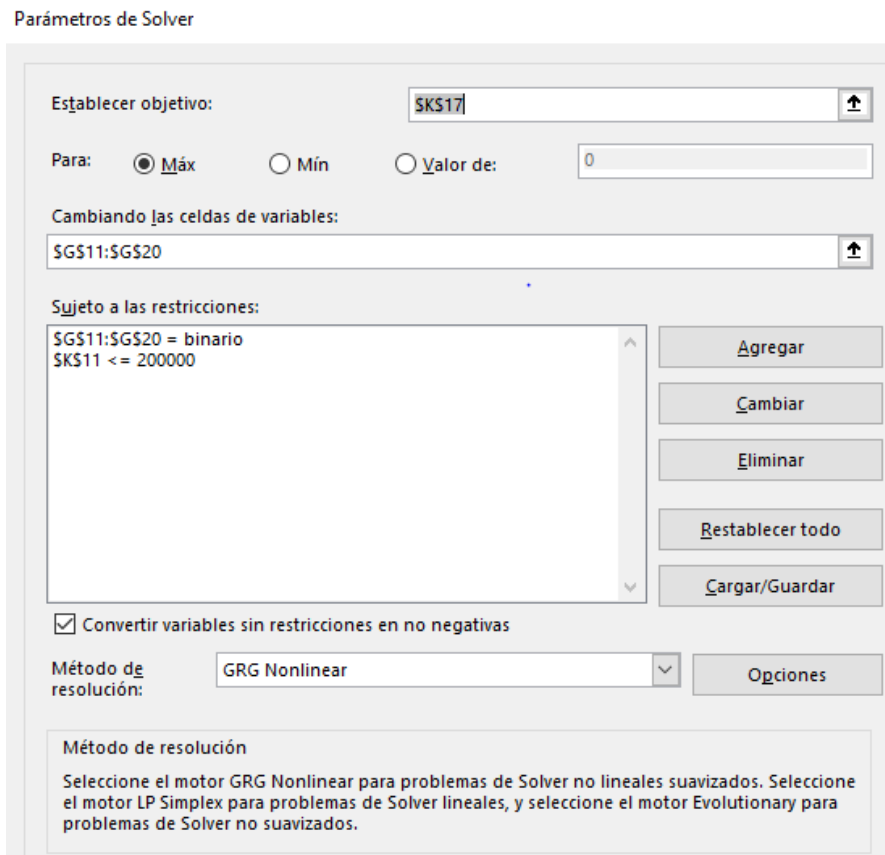 Parámetros de Solver
Establecer objetivo:
$K$17
Para:
Máx
Mín
Valor de:
0
Cambiando las celdas de variables:
$G$11:$G$20
Sujeto a las restricciones:
$G$11:$G$20 = binario
$K$11 <= 200000
Agregar
Cambiar
Eliminar
Restablecer todo
Cargar/Guardar
Convertir variables sin restricciones en no negativas
Método de
resolución:
GRG Nonlinear
Opciones
Método de resolución
Seleccione el motor GRG Nonlinear para problemas de Solver no lineales suavizados. Seleccione
el motor LP Simplex para problemas de Solver lineales, y seleccione el motor Evolutionary para
problemas de Solver no suavizados.